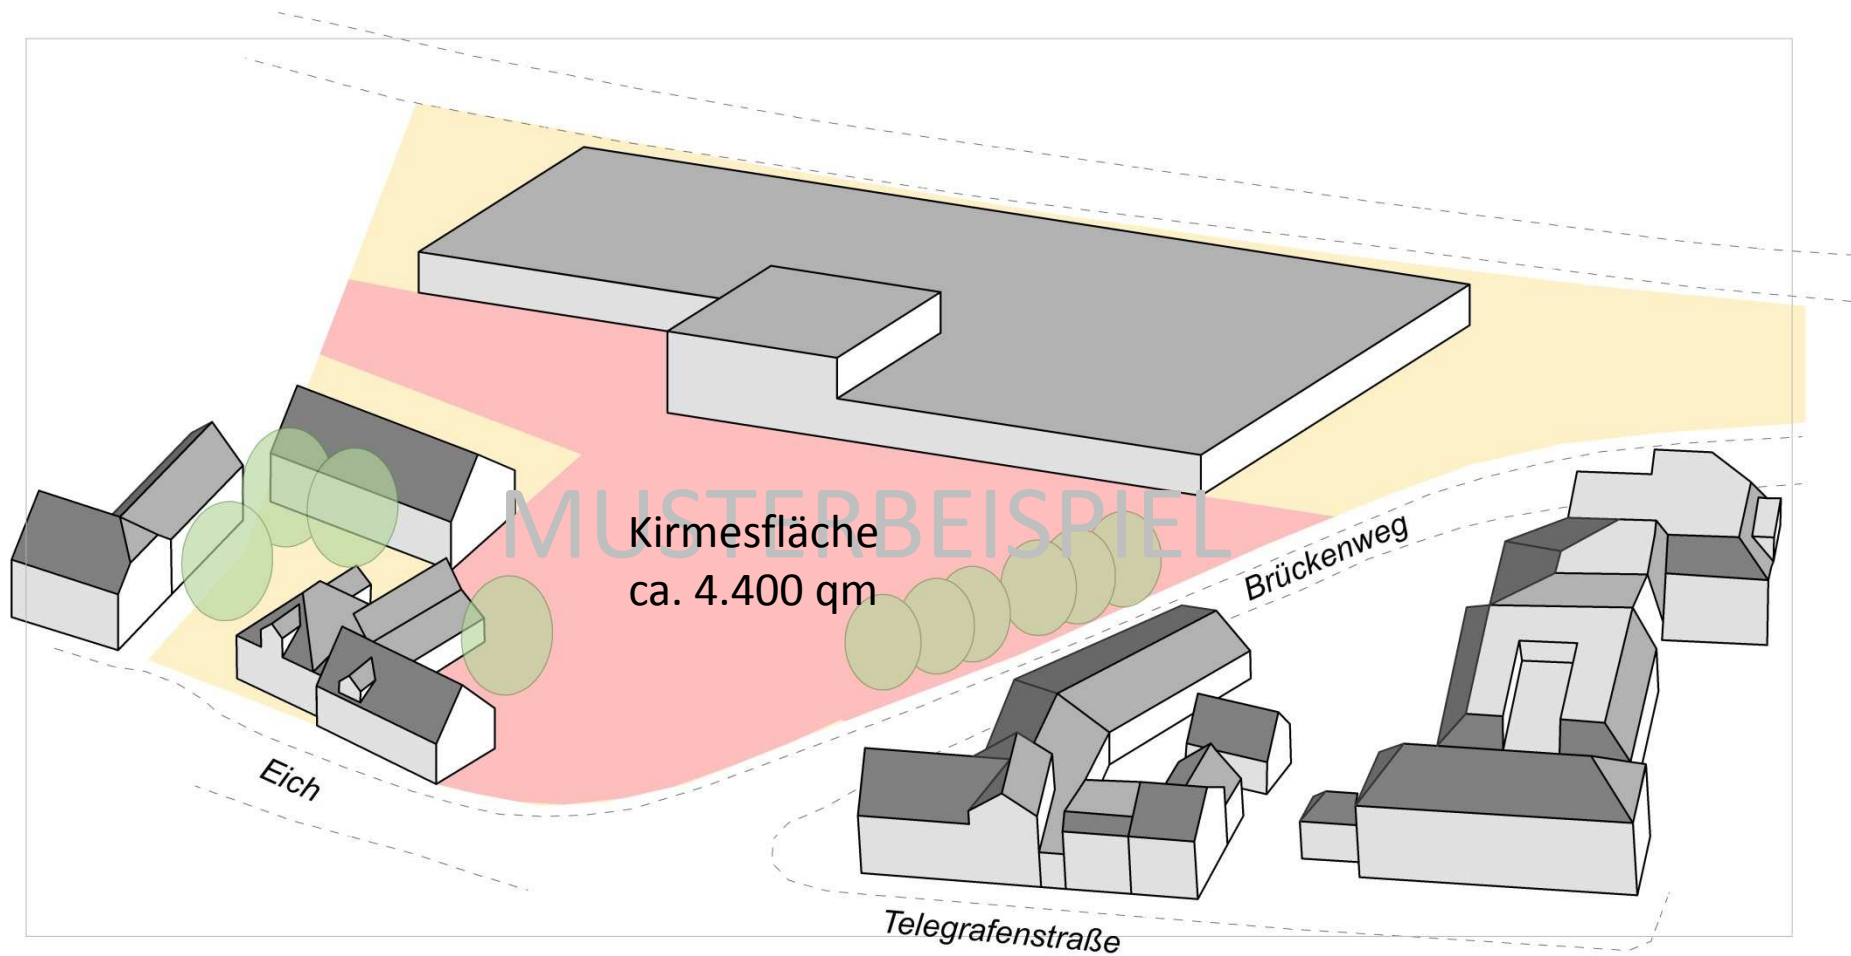 MUSTERBEISPIEL
Kirmesfläche
ca. 4.400 qm
Brückenweg
Eich
Telegrafenstraße